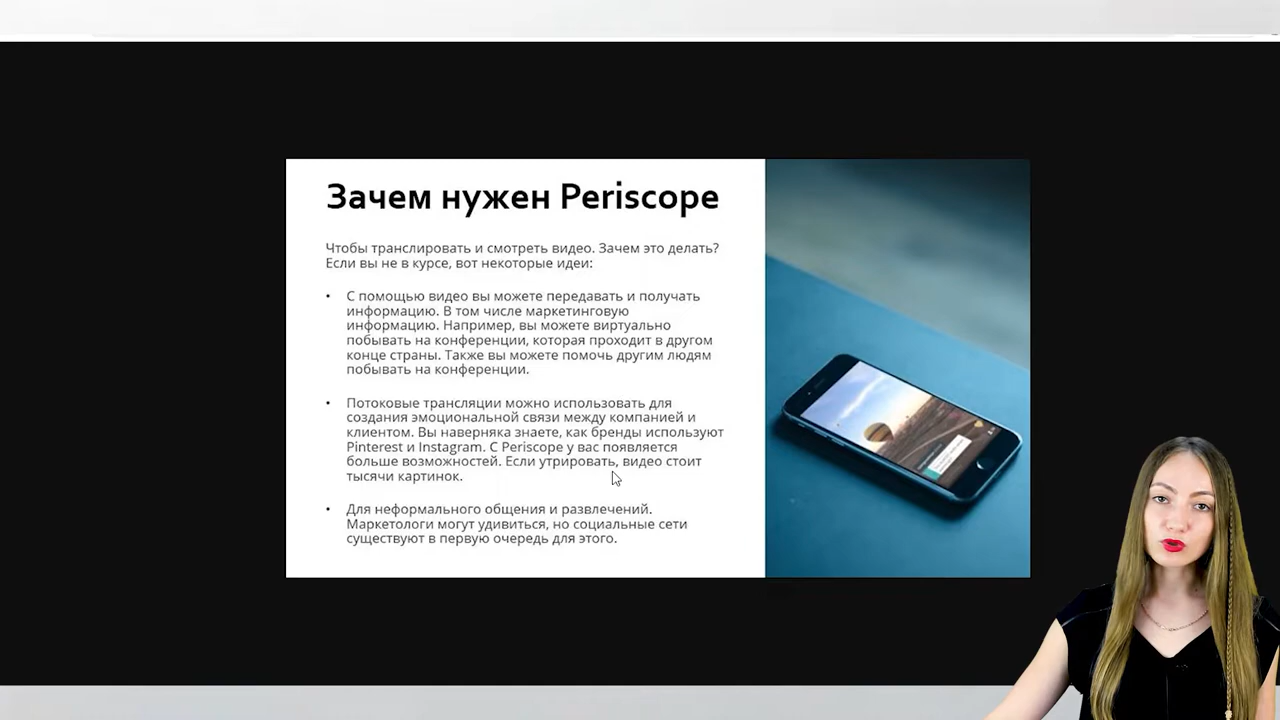 Зачем нужен Periscope
Чтобы транслировать и смотреть видео. Зачем это делать?
Если вы не в курсе, вот некоторые идеи:
• С помощью видео вы можете передавать и получать
информацию. В том числе маркетинговую
информацию. Например, вы можете виртуально
побывать на конференции, которая проходит в другом
конце страны. Также вы можете помочь другим людям
побывать на конференции.
• Потоковые трансляции можно использовать для
создания эмоциональной связи между компанией и
клиентом. Вы наверняка знаете, как бренды используют
Pinterest и Instagram. С Periscope у вас появляется
больше возможностей. Если утрировать, видео стоит
тысячи картинок.
• Для неформального общения и развлечений.
Маркетологи могут удивиться, но социальные сети
существуют в первую очередь для этого.